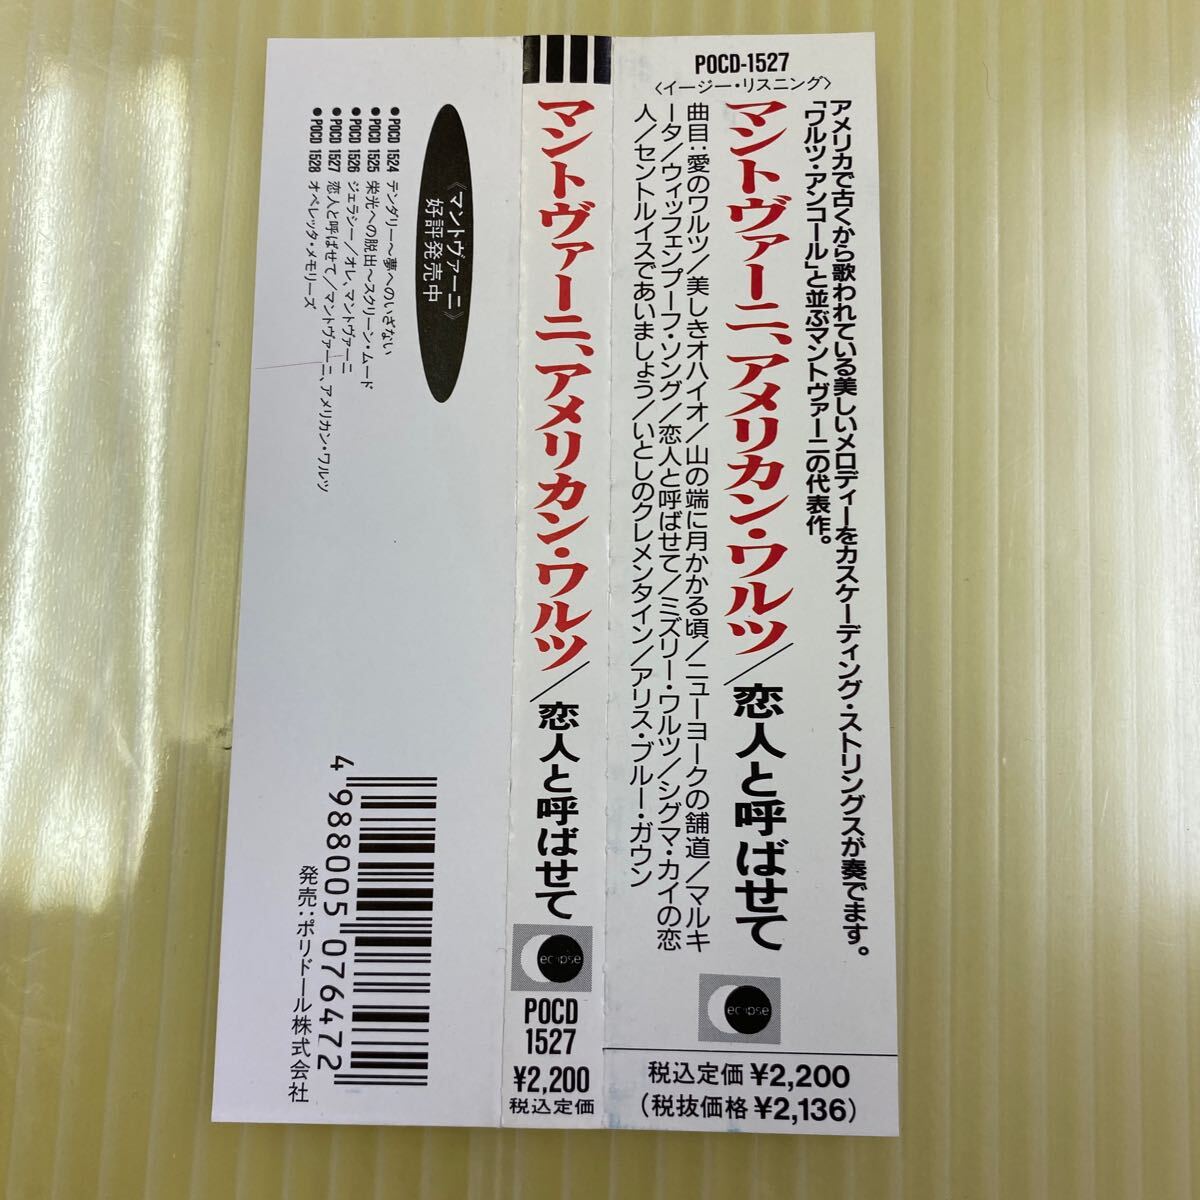 POCD-1527
〈イージー・リスニング〉
アメリカで古くから歌われている美しいメロディーをカスケーディング・ストリングスが奏でます。
「ワルツ・アンコール」と並ぶマントヴァーニの代表作。
マントヴァーニ、アメリカン・ワルツ/恋人と呼ばせて
曲目:愛のワルツ/美しきオハイオ/山の端に月かかる頃/ニューヨークの舗道/マルキ
ータ/ウィッフェンプーフ・ソング/恋人と呼ばせて/ミズリー・ワルツ/シグマ・カイの恋
人/セントルイスであいましょう/いとしのクレメンタイン/アリス・ブルー・ガウン
eclipse
税込定価¥2,200
(税抜価格¥2,136)
マントヴァーニ、アメリカン・ワルツ/恋人と呼ばせて
eclipse
POCD
1527
¥2,200
税込定価
《マントヴァーニ》
好評発売中
●POCD 1524 テンダリー〜夢へのいざない
●POCD 1525 栄光への脱出〜スクリーン・ムード
●POCD 1526 ジェラシー/オレ、マントヴァーニ
●POCD 1527 恋人と呼ばせて/マントヴァーニ、アメリカン・ワルツ
●POCD 1528 オペレッタ・メモリーズ
4 988005 076472
発売:ポリドール株式会社